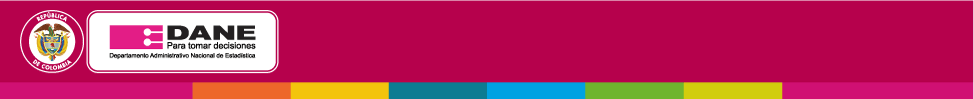 REPÚBLICA
DE COLOMBIA
DANE
Para tomar decisiones
Departamento Administrativo Nacional de Estadística